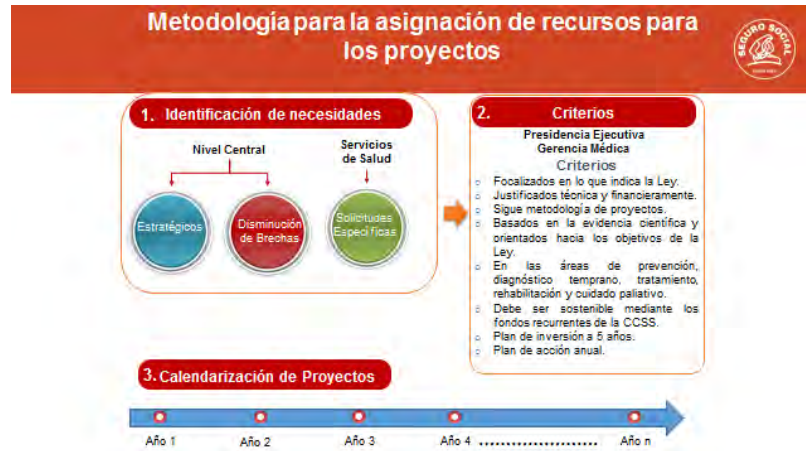 Metodología para la asignación de recursos para
los proyectos
SEGURO SOCIAL
1. Identificación de necesidades
Nivel Central
Servicios
de Salud
Estratégicos
Disminución
de Brechas
Solicitudes
Específicas
2. Criterios
Presidencia Ejecutiva
Gerencia Médica
Criterios
Focalizados en lo que indica la Ley.
Justificados técnica y financieramente.
Sigue metodología de proyectos.
Basados en la evidencia científica y
orientados hacia los objetivos de la
Ley.
En las áreas de prevención,
diagnóstico temprano, tratamiento,
rehabilitación y cuidado paliativo.
Debe ser sostenible mediante los
fondos recurrentes de la CCSS.
Plan de inversión a 5 años.
Plan de acción anual.
3. Calendarización de Proyectos
Año 1 Año 2 Año 3 Año 4 ...................... Año n